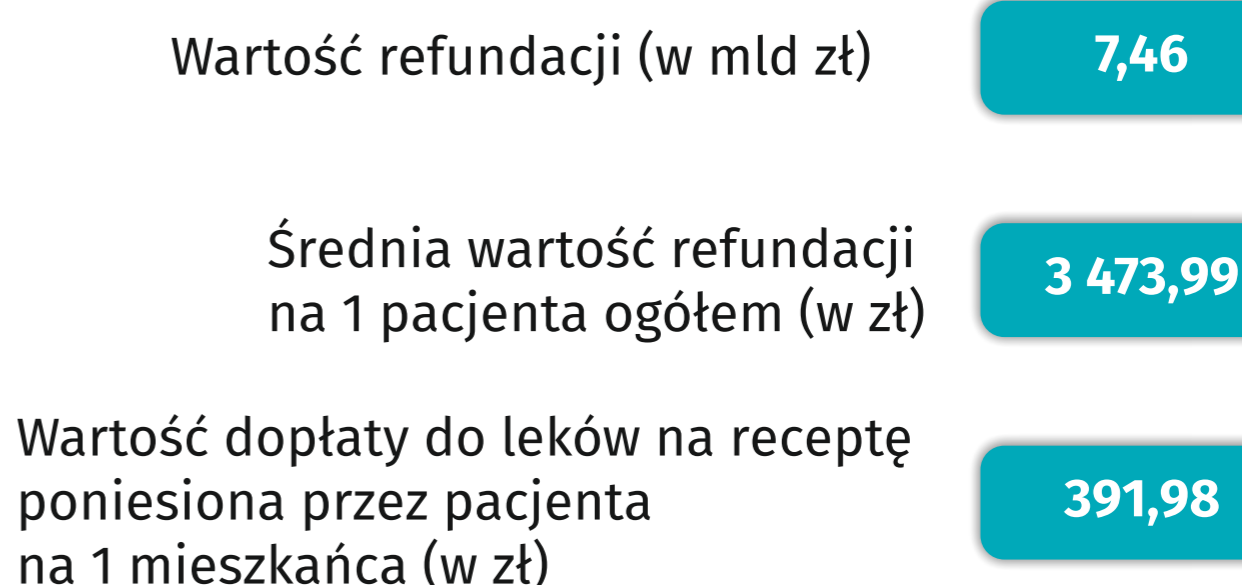 Wartość refundacji (w mld zł)
7,46
Średnia wartość refundacji
na 1 pacjenta ogółem (w zł)
3 473,99
Wartość dopłaty do leków na receptę
poniesiona przez pacjenta
na 1 mieszkańca (w zł)
391,98